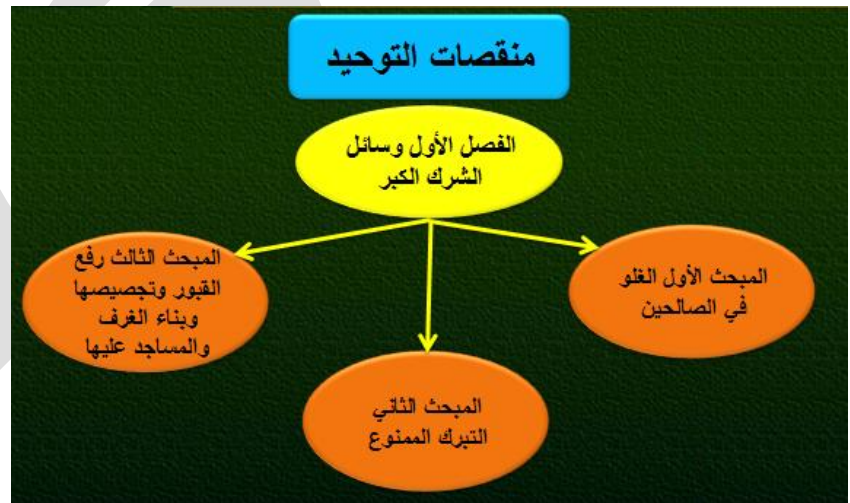 منقصات التوحيد
الفصل الأول وسائل
الشرك الكبر
المبحث الأول الغلو
في الصالحين
المبحث الثاني
التبرك الممنوع
المبحث الثالث رفع
القبور وتجصيصها
وبناء الغرف
والمساجد عليها